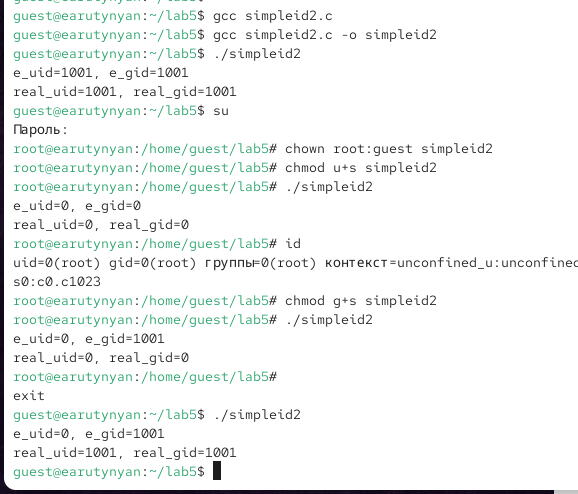 guest@earutynyan:~/lab5$ gcc simpleid2.c
guest@earutynyan:~/lab5$ gcc simpleid2.c -o simpleid2
guest@earutynyan:~/lab5$ ./simpleid2
e_uid=1001, e_gid=1001
real_uid=1001, real_gid=1001
guest@earutynyan:~/lab5$ su
Пароль:
root@earutynyan:/home/guest/lab5# chown root:guest simpleid2
root@earutynyan:/home/guest/lab5# chmod u+s simpleid2
root@earutynyan:/home/guest/lab5# ./simpleid2
e_uid=0, e_gid=0
real_uid=0, real_gid=0
root@earutynyan:/home/guest/lab5# id
uid=0(root) gid=0(root) группы=0(root) контекст=unconfined_u:unconfined
s0:c0.c1023
root@earutynyan:/home/guest/lab5# chmod g+s simpleid2
root@earutynyan:/home/guest/lab5# ./simpleid2
e_uid=0, e_gid=1001
real_uid=0, real_gid=0
root@earutynyan:/home/guest/lab5#
exit
guest@earutynyan:~/lab5$ ./simpleid2
e_uid=0, e_gid=1001
real_uid=1001, real_gid=1001
guest@earutynyan:~/lab5$